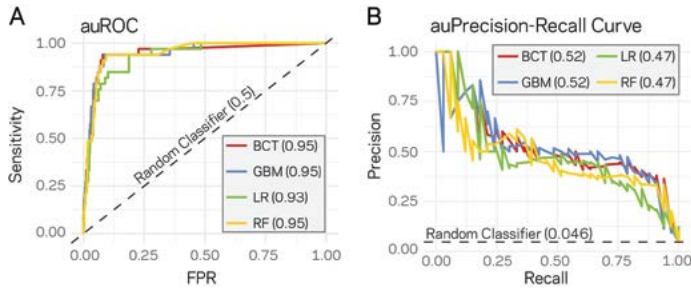 A
auROC
1.00
0.75
0.50
0.25
0.00
Sensitivity
Random Classifier (0.5)
BCT (0.95)
GBM (0.95)
LR (0.93)
RF (0.95)
0.00 0.25 0.50 0.75 1.00
FPR
B
auPrecision-Recall Curve
1.00
0.75
0.50
0.25
0.00
Precision
BCT (0.52) LR (0.47)
GBM (0.52) RF (0.47)
Random Classifier (0.046)
0.00 0.25 0.50 0.75 1.00
Recall